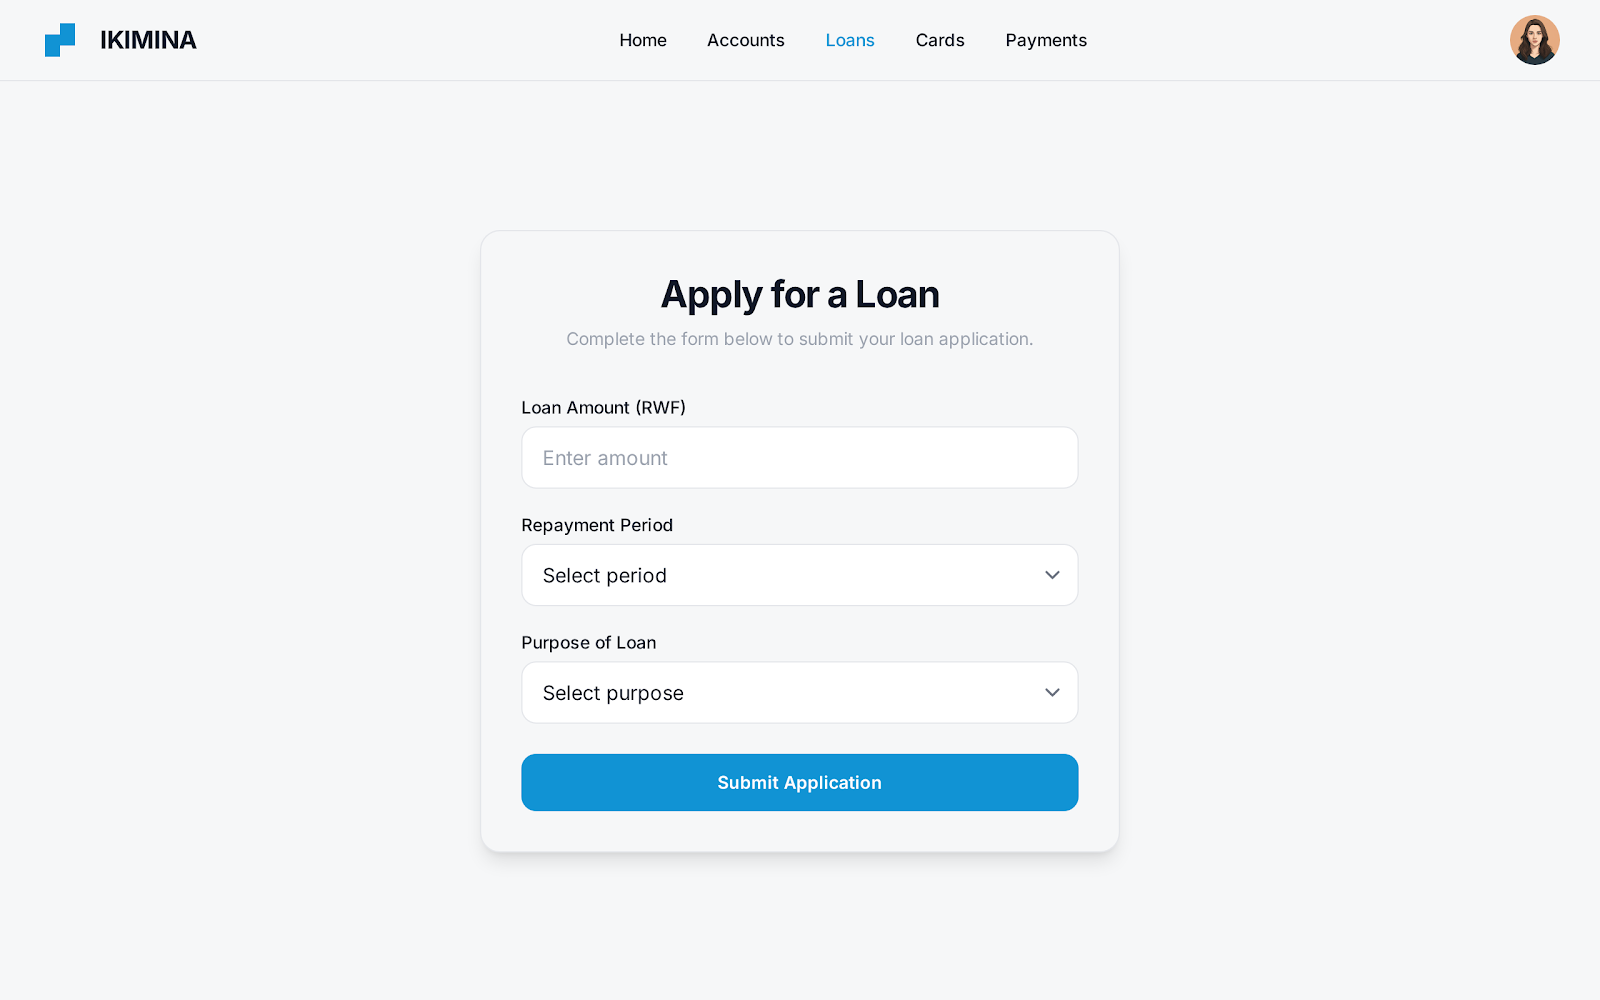 IKIMINA
Home Accounts Loans Cards Payments
Apply for a Loan
Complete the form below to submit your loan application.
Loan Amount (RWF)
Enter amount
Repayment Period
Select period
Purpose of Loan
Select purpose
Submit Application